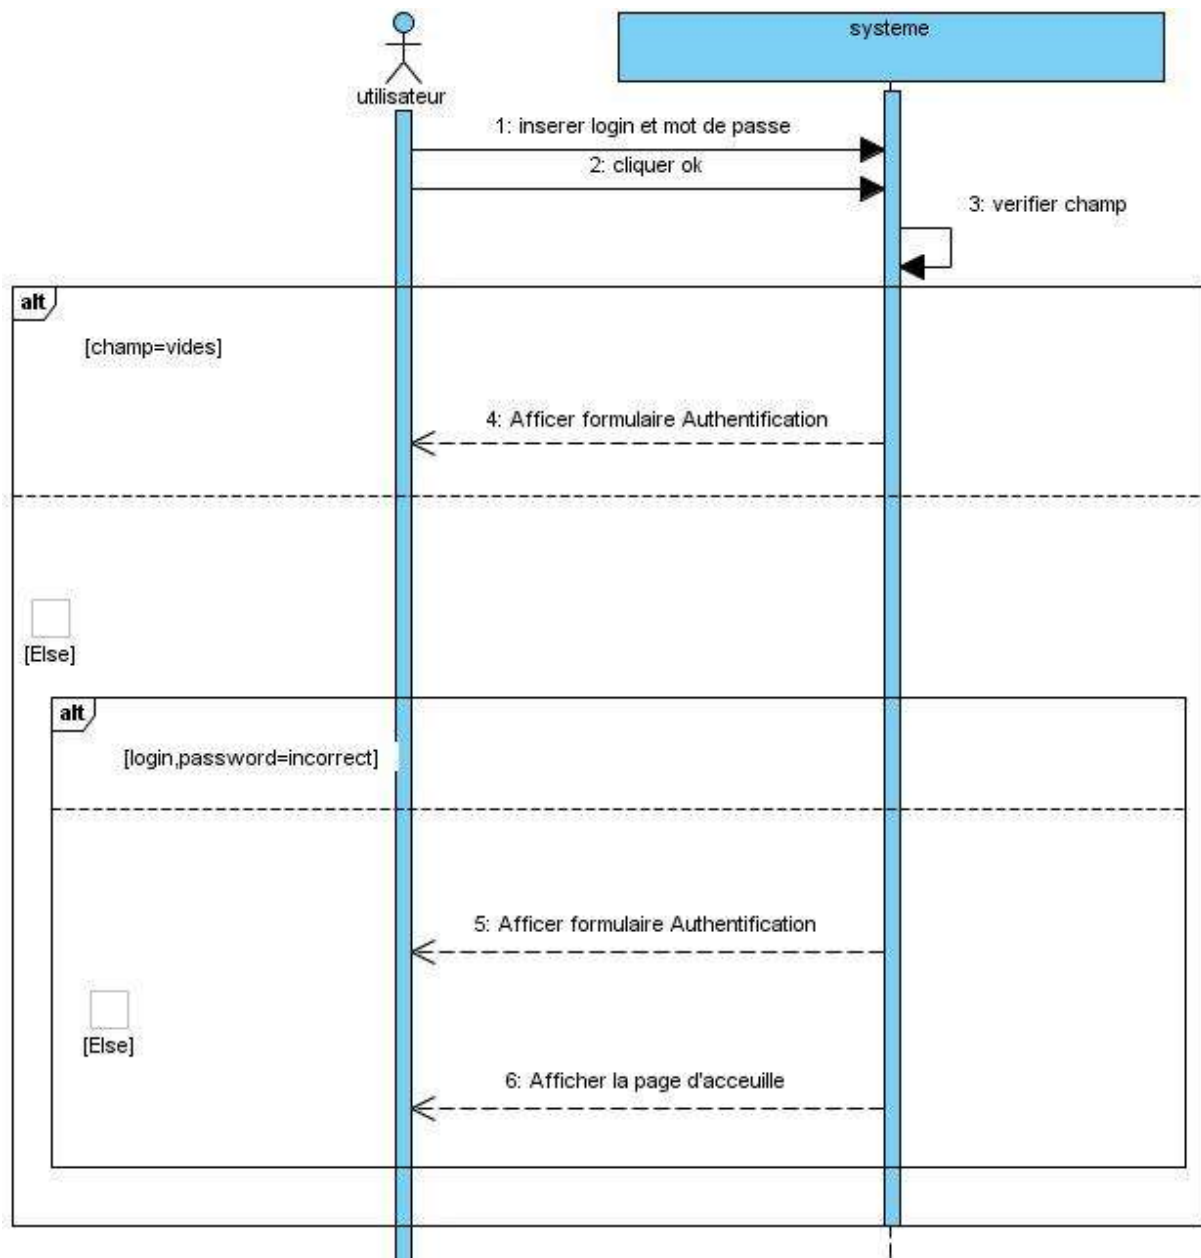 systeme
utilisateur
1: inserer login et mot de passe
2: cliquer ok
3: verifier champ
alt
[champ=vides]
4: Afficer formulaire Authentification
[Else]
alt
[login,password=incorrect]
5: Afficer formulaire Authentification
[Else]
6: Afficher la page d'acceuille